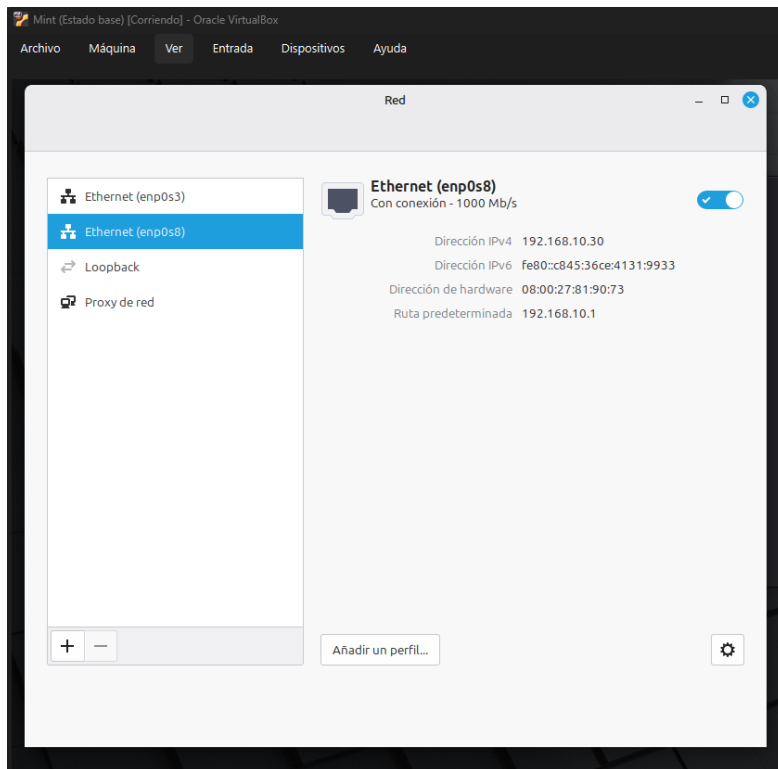 Mint (Estado base) [Corriendo] - Oracle VirtualBox
Archivo Máquina Ver Entrada Dispositivos Ayuda
Red
Ethernet (enp0s3)
Ethernet (enp0s8)
Loopback
Proxy de red
Ethernet (enp0s8)
Con conexión - 1000 Mb/s
Dirección IPv4 192.168.10.30
Dirección IPv6 fe80::c845:36ce:4131:9933
Dirección de hardware 08:00:27:81:90:73
Ruta predeterminada 192.168.10.1
Añadir un perfil...